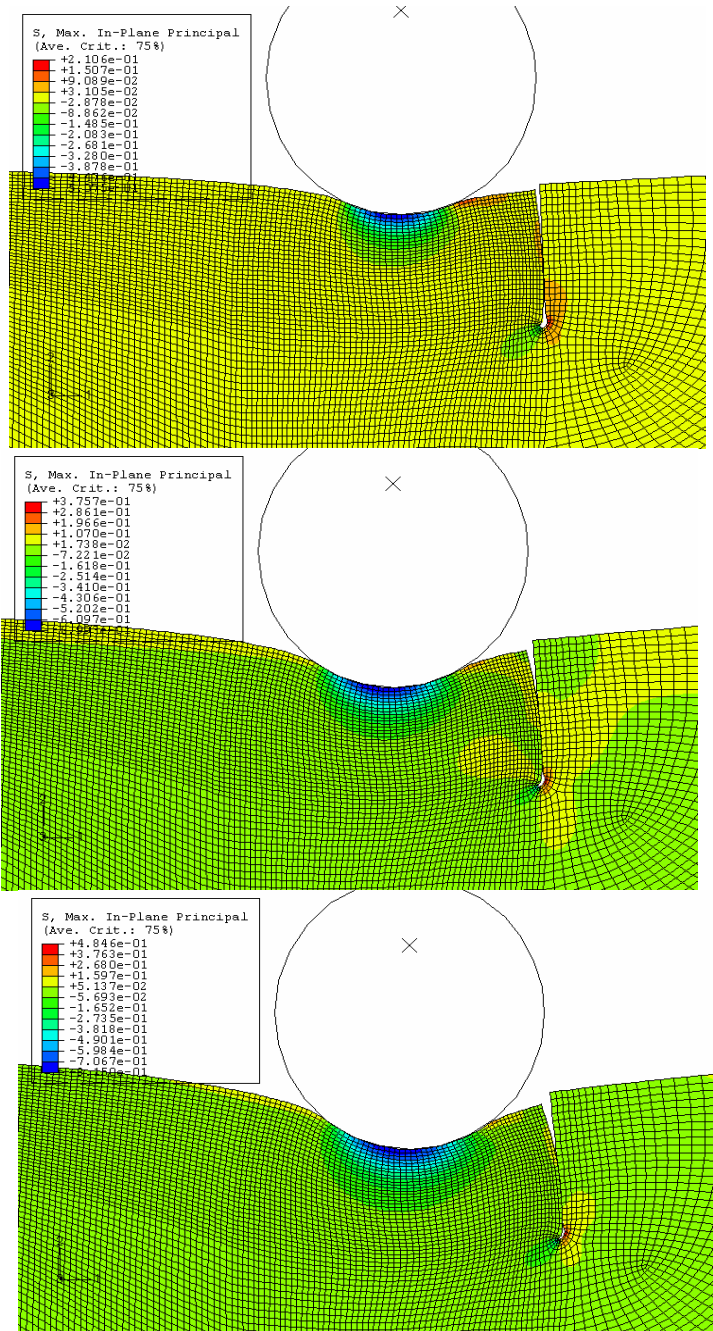 S, Max. In-Plane Principal
(Ave. Crit.: 75%)
+2.106e-01
+1.507e-01
+9.089e-02
+3.105e-02
-2.878e-02
-8.862e-02
-1.485e-01
-2.083e-01
-2.681e-01
-3.280e-01
-3.878e-01
S, Max. In-Plane Principal
(Ave. Crit.: 75%)
+3.757e-01
+2.861e-01
+1.966e-01
+1.070e-01
+1.738e-02
-7.221e-02
-1.618e-01
-2.514e-01
-3.410e-01
-4.306e-01
-5.202e-01
-6.097e-01
S, Max. In-Plane Principal
(Ave. Crit.: 75%)
+4.846e-01
+3.763e-01
+2.680e-01
+1.597e-01
+5.137e-02
-5.693e-02
-1.652e-01
-2.735e-01
-3.818e-01
-4.901e-01
-5.984e-01
-7.067e-01